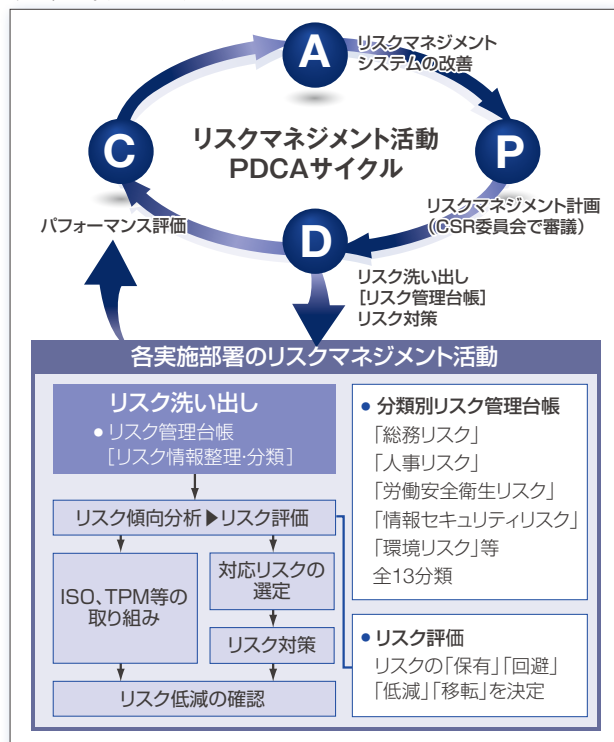 A
リスクマネジメント
システムの改善
C
リスクマネジメント活動
PDCAサイクル
P
パフォーマンス評価
D
リスクマネジメント計画
（CSR委員会で審議）
リスク洗い出し
［リスク管理台帳］
リスク対策
各実施部署のリスクマネジメント活動
リスク洗い出し
● リスク管理台帳
［リスク情報整理・分類］
リスク傾向分析▶リスク評価
ISO、TPM等の
取り組み
対応リスクの
選定
リスク対策
リスク低減の確認
● 分類別リスク管理台帳
「総務リスク」
「人事リスク」
「労働安全衛生リスク」
「情報セキュリティリスク」
「環境リスク」等
全13分類
● リスク評価
リスクの「保有」「回避」
「低減」「移転」を決定